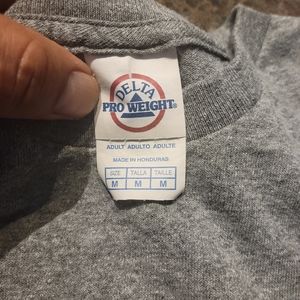 DELTA
PRO WEIGHT®
ADULT ADULTO ADULTE
MADE IN HONDURAS
SIZE TALLA TAILLE
M M M